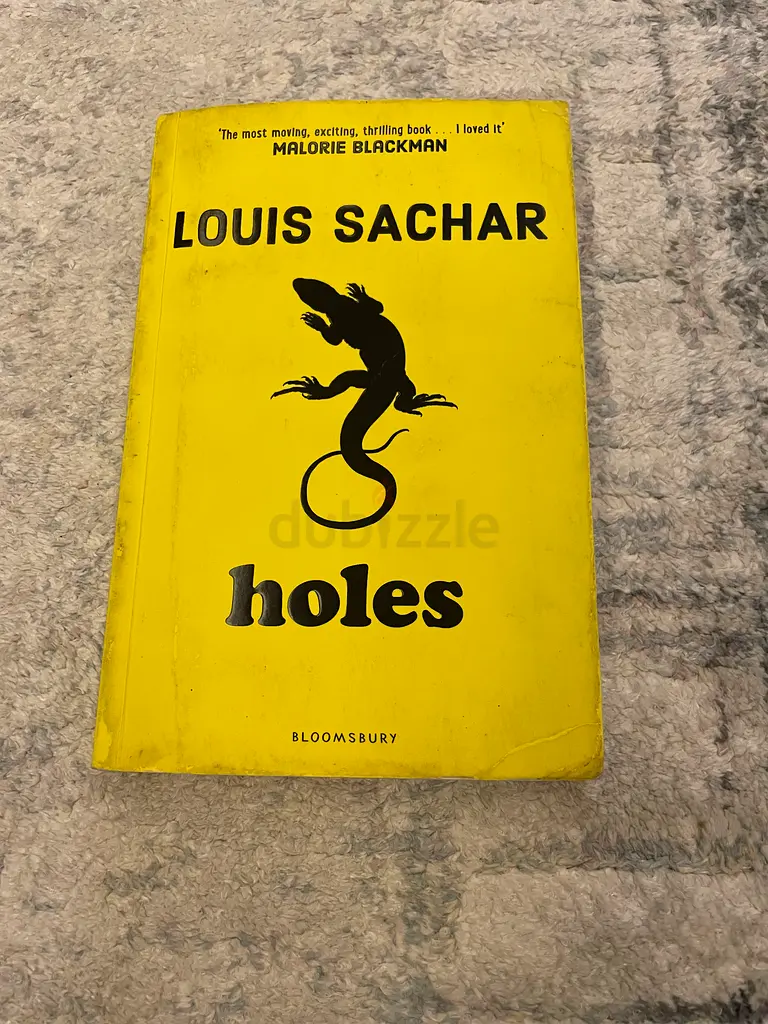 'The most moving, exciting, thrilling book . . . I loved it'
MALORIE BLACKMAN
LOUIS SACHAR
dubizzle
holes
BLOOMSBURY